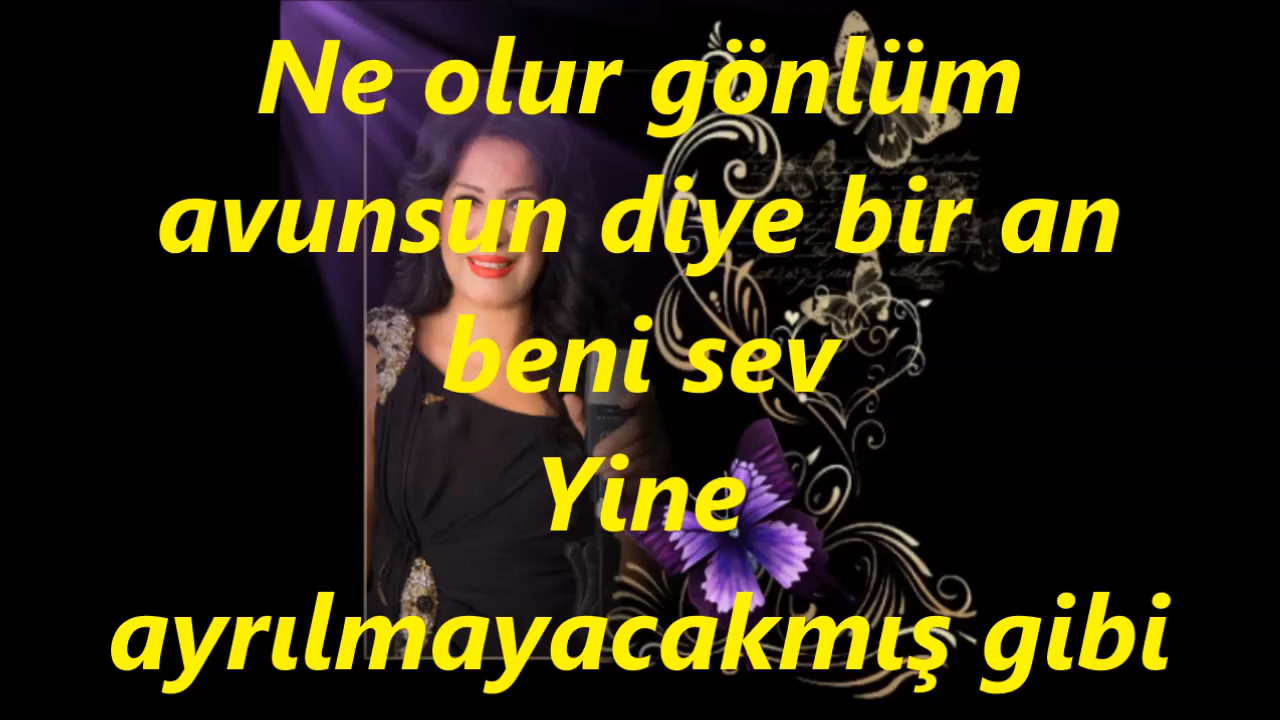 Ne olur gönlüm
avunsun diye bir an
beni sev
Yine
ayrılmayacakmış gibi